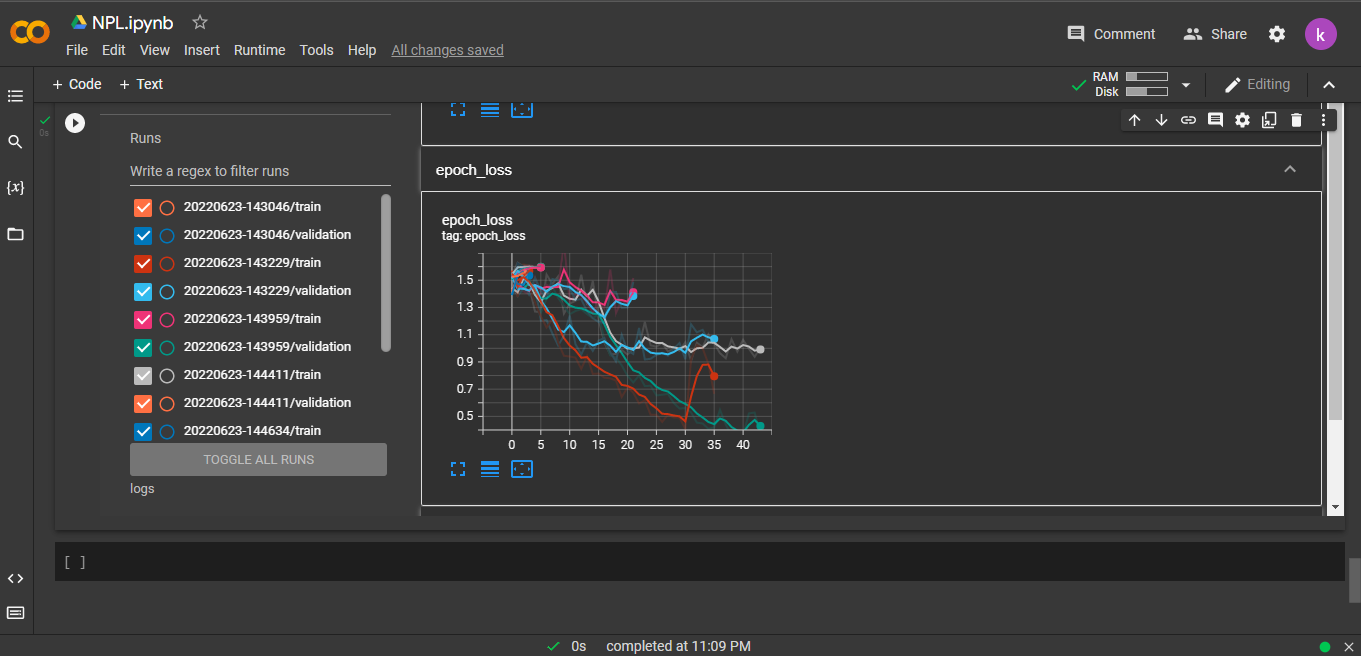 NPL.ipynb
File Edit View Insert Runtime Tools Help All changes saved
Comment Share k
+ Code + Text
RAM
Disk
Editing
{x}
0s
Runs
Write a regex to filter runs
20220623-143046/train
20220623-143046/validation
20220623-143229/train
20220623-143229/validation
20220623-143959/train
20220623-143959/validation
20220623-144411/train
20220623-144411/validation
20220623-144634/train
TOGGLE ALL RUNS
logs
epoch_loss
epoch_loss
tag: epoch_loss
1.5
1.3
1.1
0.9
0.7
0.5
0 5 10 15 20 25 30 35 40
[ ]
0s completed at 11:09 PM